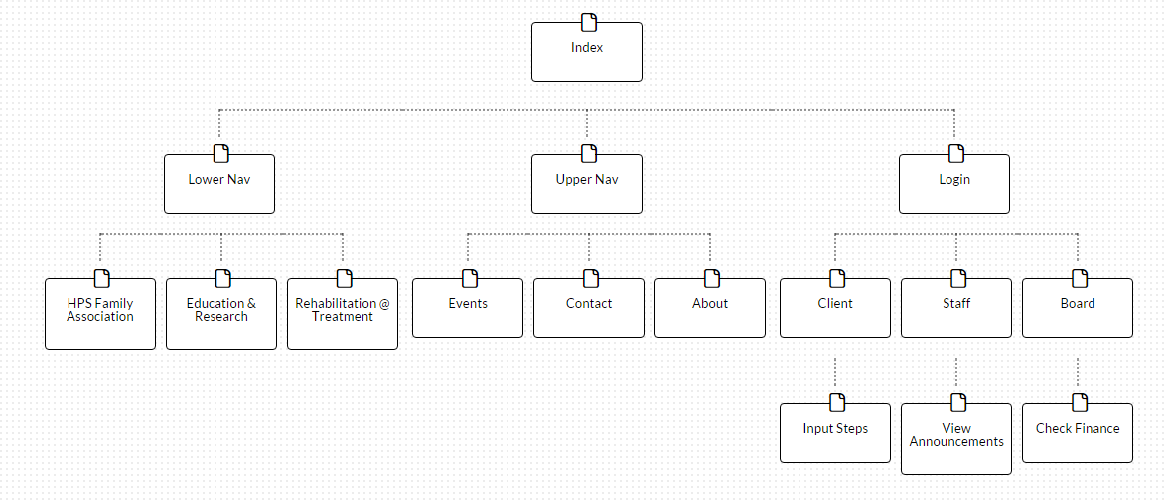 Index
Lower Nav
Upper Nav
Login
HPS Family
Association
Education &
Research
Rehabilitation @
Treatment
Events
Contact
About
Client
Staff
Board
Input Steps
View
Announcements
Check Finance